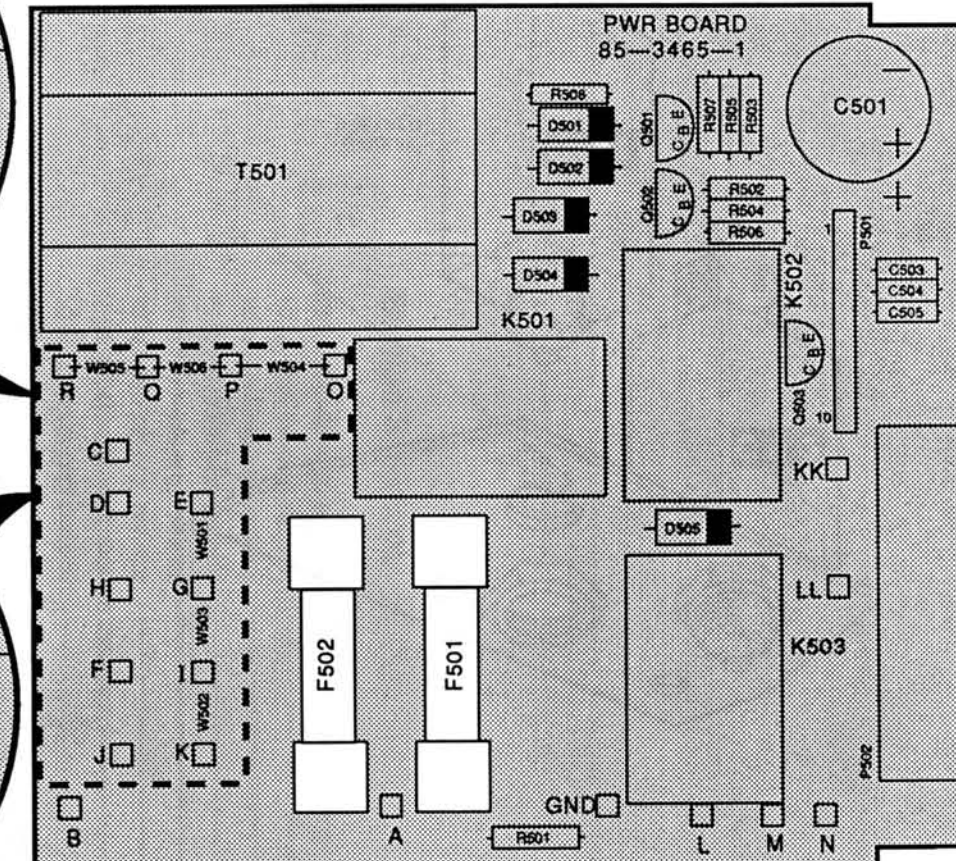 PWR BOARD
85—3465—1
R508
D501
D502
D503
D504
Q501
E
B
C
Q502
E
B
C
R507
R505
R503
R502
R504
R506
C501
T501
1
P501
K502
C503
C504
C505
K501
E
B
C
Q503
10
R
W505
Q
W506
P
W504
O
C
KK
D
E
W501
D505
H
G
W503
LL
K503
F
I
W502
F502
F501
J
K
P502
B
A
GND
R501
L
M
N